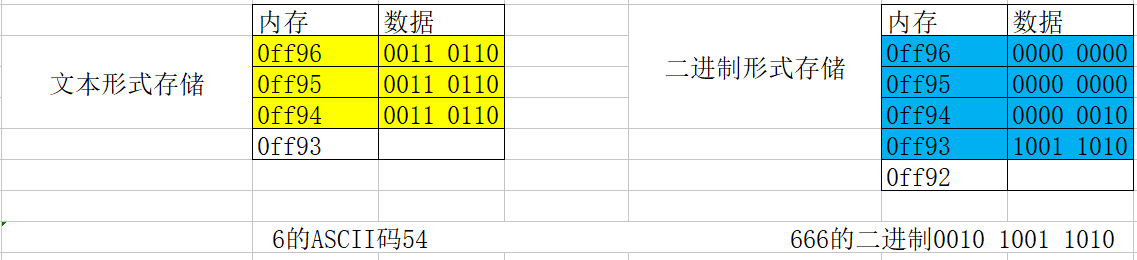 内存 数据 内存 数据
0ff96 0011 0110 0ff96 0000 0000
文本形式存储 0ff95 0011 0110 二进制形式存储 0ff95 0000 0000
0ff94 0011 0110 0ff94 0000 0010
0ff93 0ff93 1001 1010
0ff92
6的ASCII码54 666的二进制0010 1001 1010